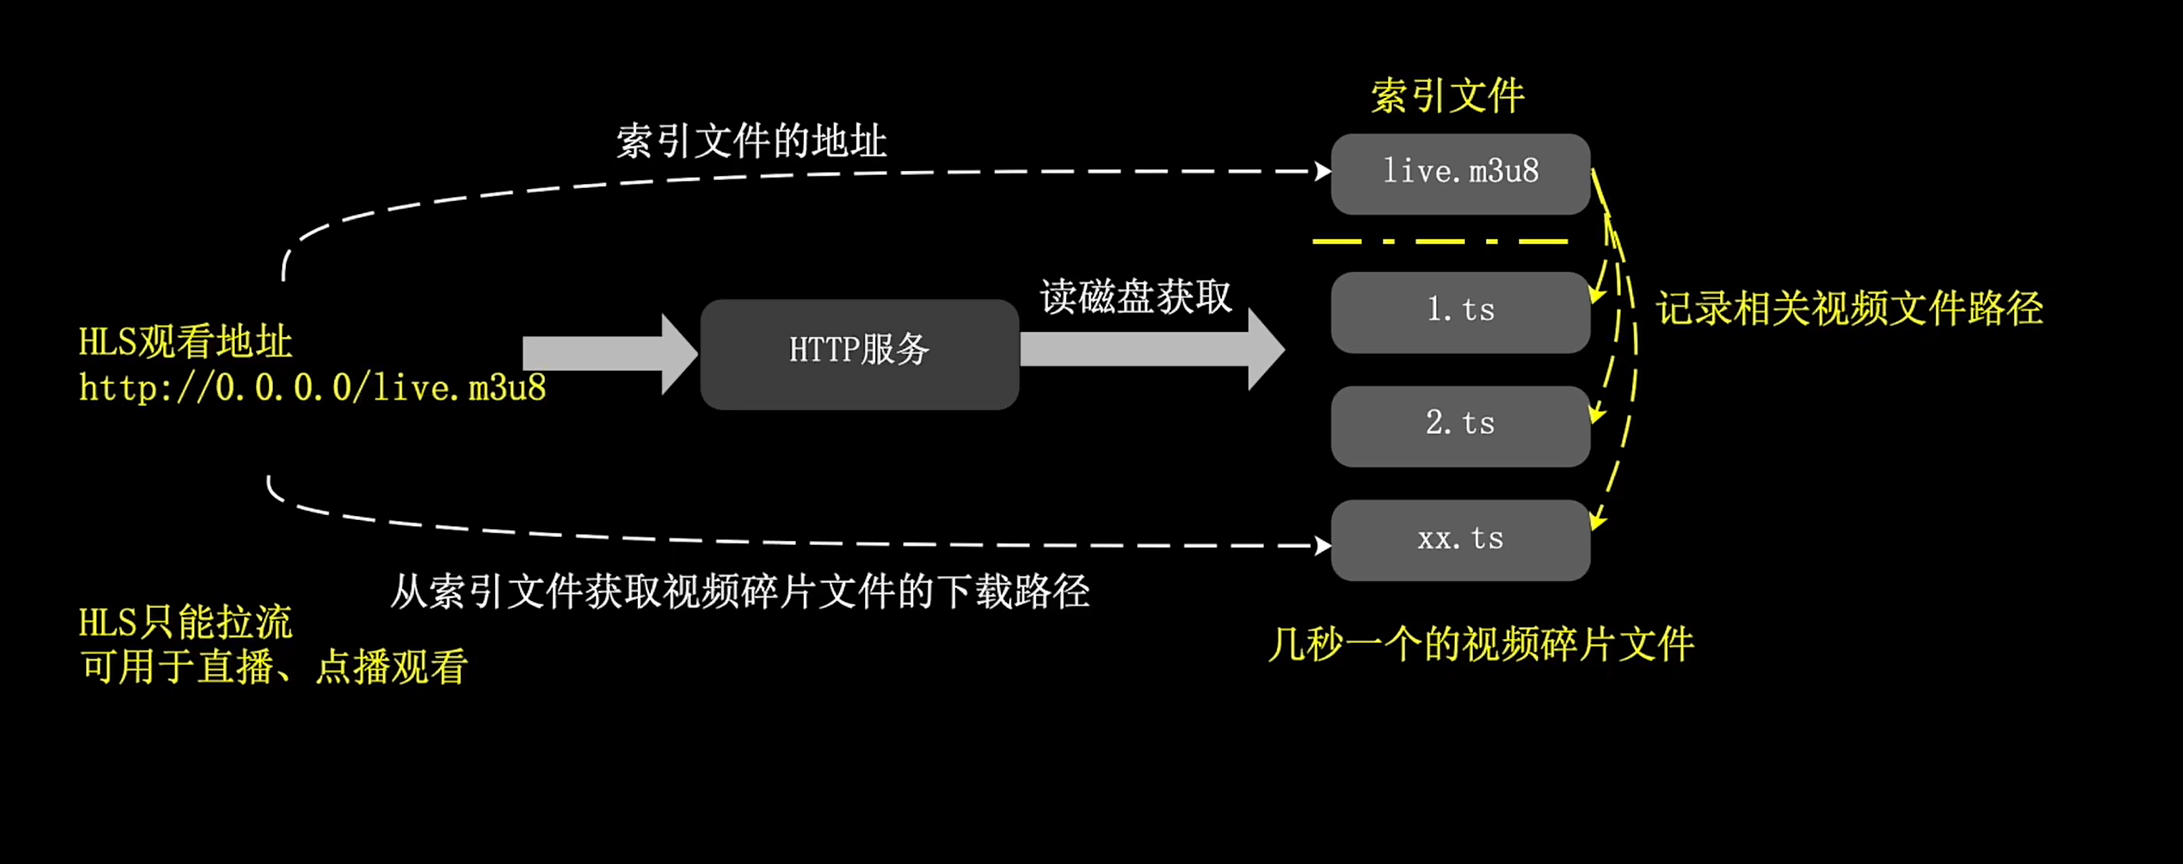 索引文件
索引文件的地址
live.m3u8
读磁盘获取
1.ts
记录相关视频文件路径
HLS观看地址
http://0.0.0.0/live.m3u8
HTTP服务
2.ts
xx.ts
从索引文件获取视频碎片文件的下载路径
HLS只能拉流
可用于直播、点播观看
几秒一个的视频碎片文件